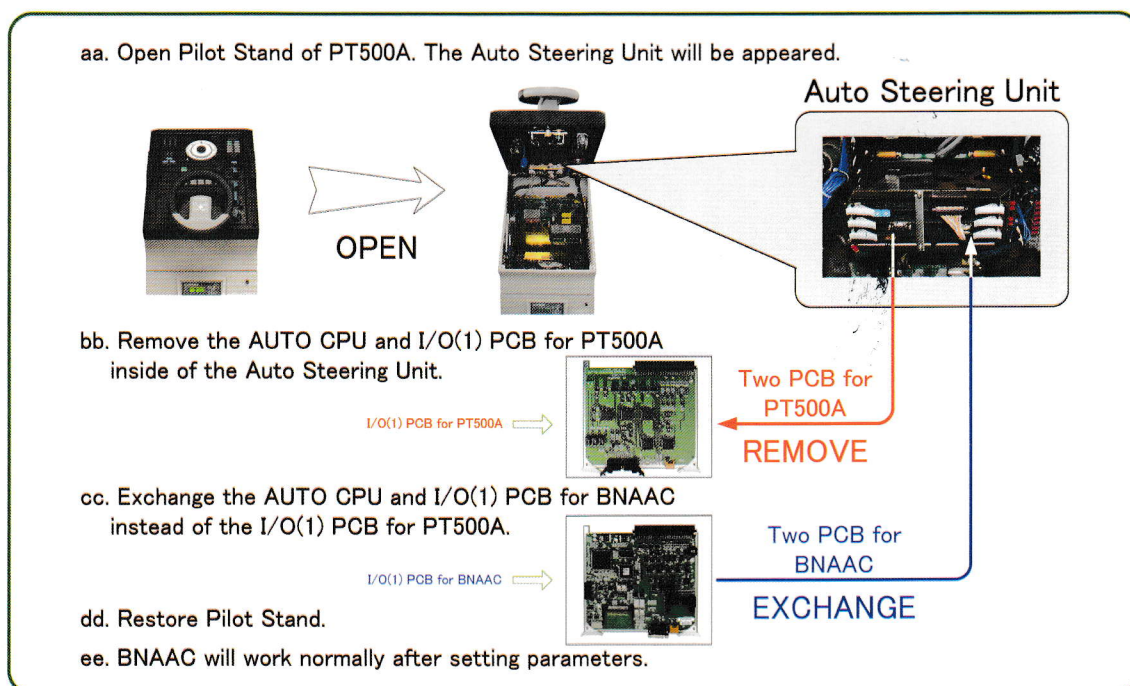 aa. Open Pilot Stand of PT500A. The Auto Steering Unit will be appeared.
Auto Steering Unit
OPEN
bb. Remove the AUTO CPU and I/O(1) PCB for PT500A
inside of the Auto Steering Unit.
I/O(1) PCB for PT500A
Two PCB for
PT500A
REMOVE
cc. Exchange the AUTO CPU and I/O(1) PCB for BNAAC
instead of the I/O(1) PCB for PT500A.
I/O(1) PCB for BNAAC
Two PCB for
BNAAC
EXCHANGE
dd. Restore Pilot Stand.
ee. BNAAC will work normally after setting parameters.